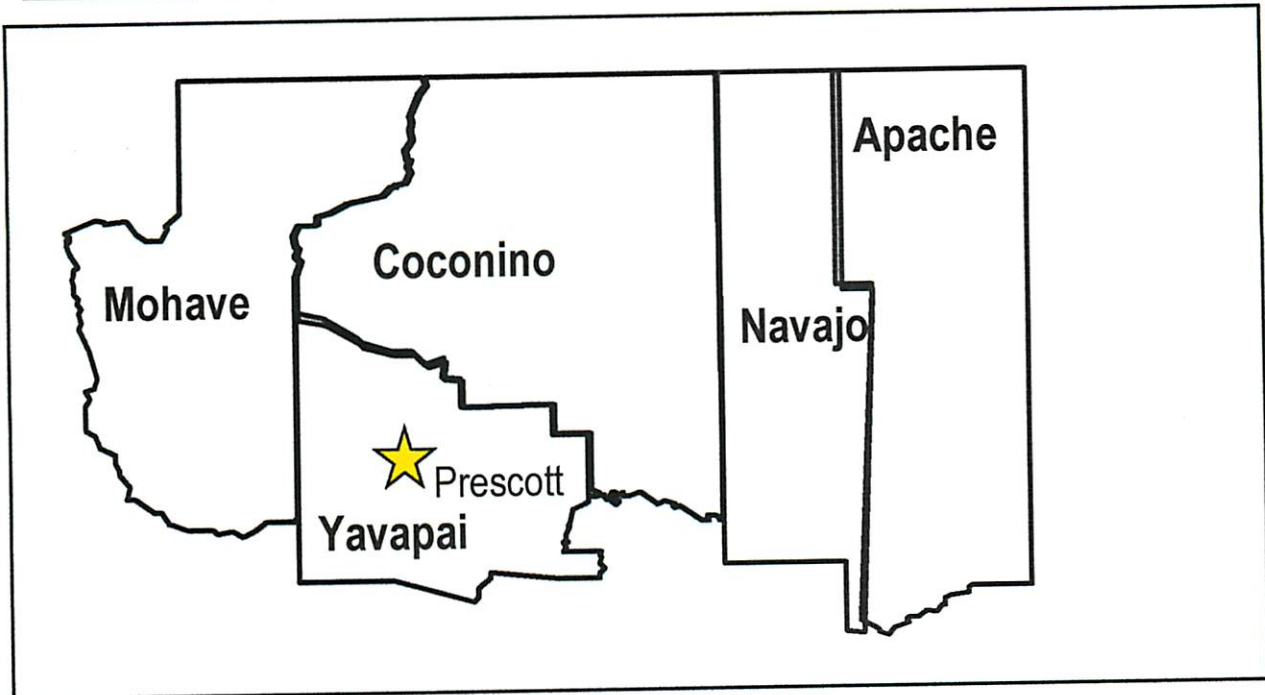 Apache
Coconino
Mohave
Navajo
Prescott
Yavapai